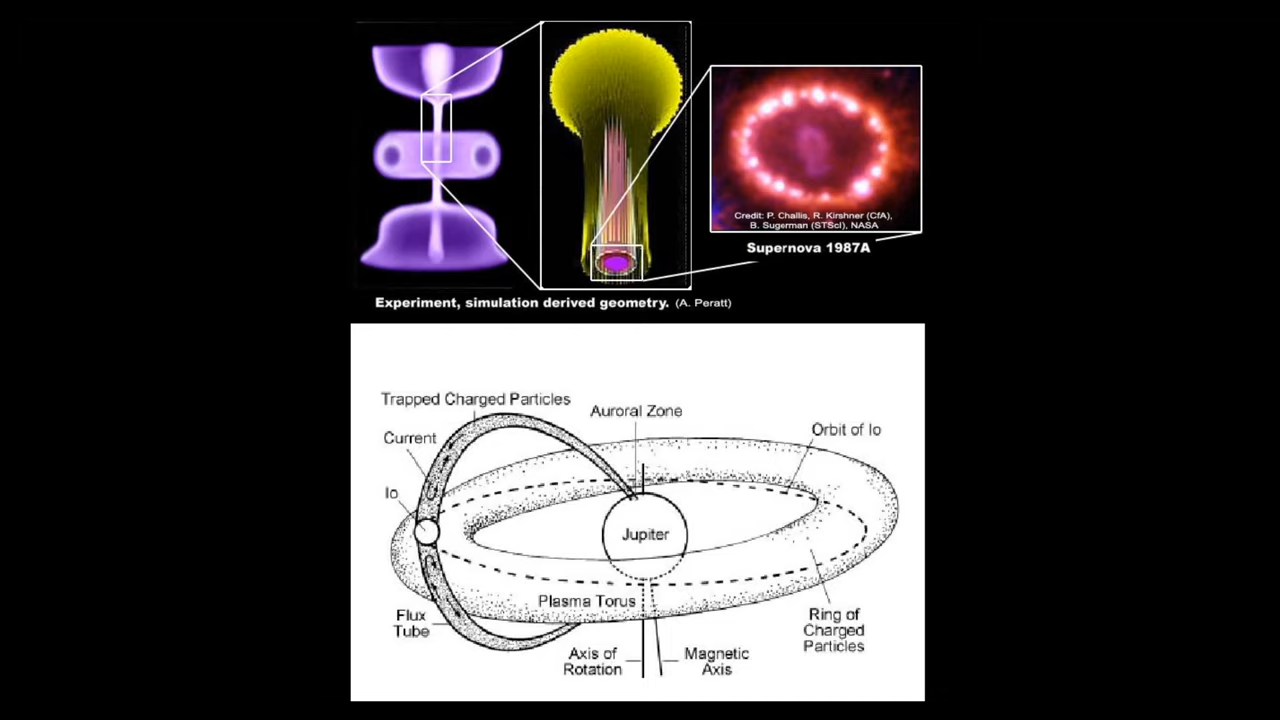 Credit: P. Challis, R. Kirshner (CfA),
B. Sugerman (STScI), NASA
Supernova 1987A
Experiment, simulation derived geometry. (A. Peratt)
Trapped Charged Particles
Auroral Zone
Orbit of Io
Current
Io
Jupiter
Plasma Torus
Flux
Tube
Ring of
Charged
Particles
Axis of
Rotation
Magnetic
Axis